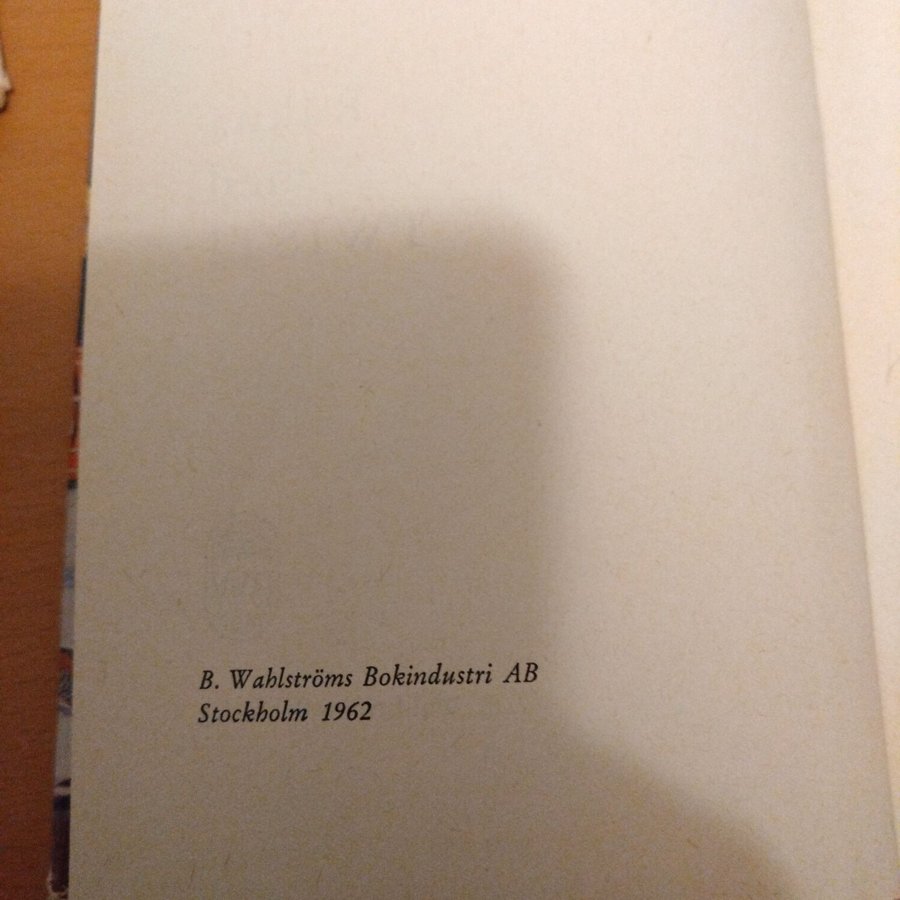 B. Wahlströms Bokindustri AB
Stockholm 1962